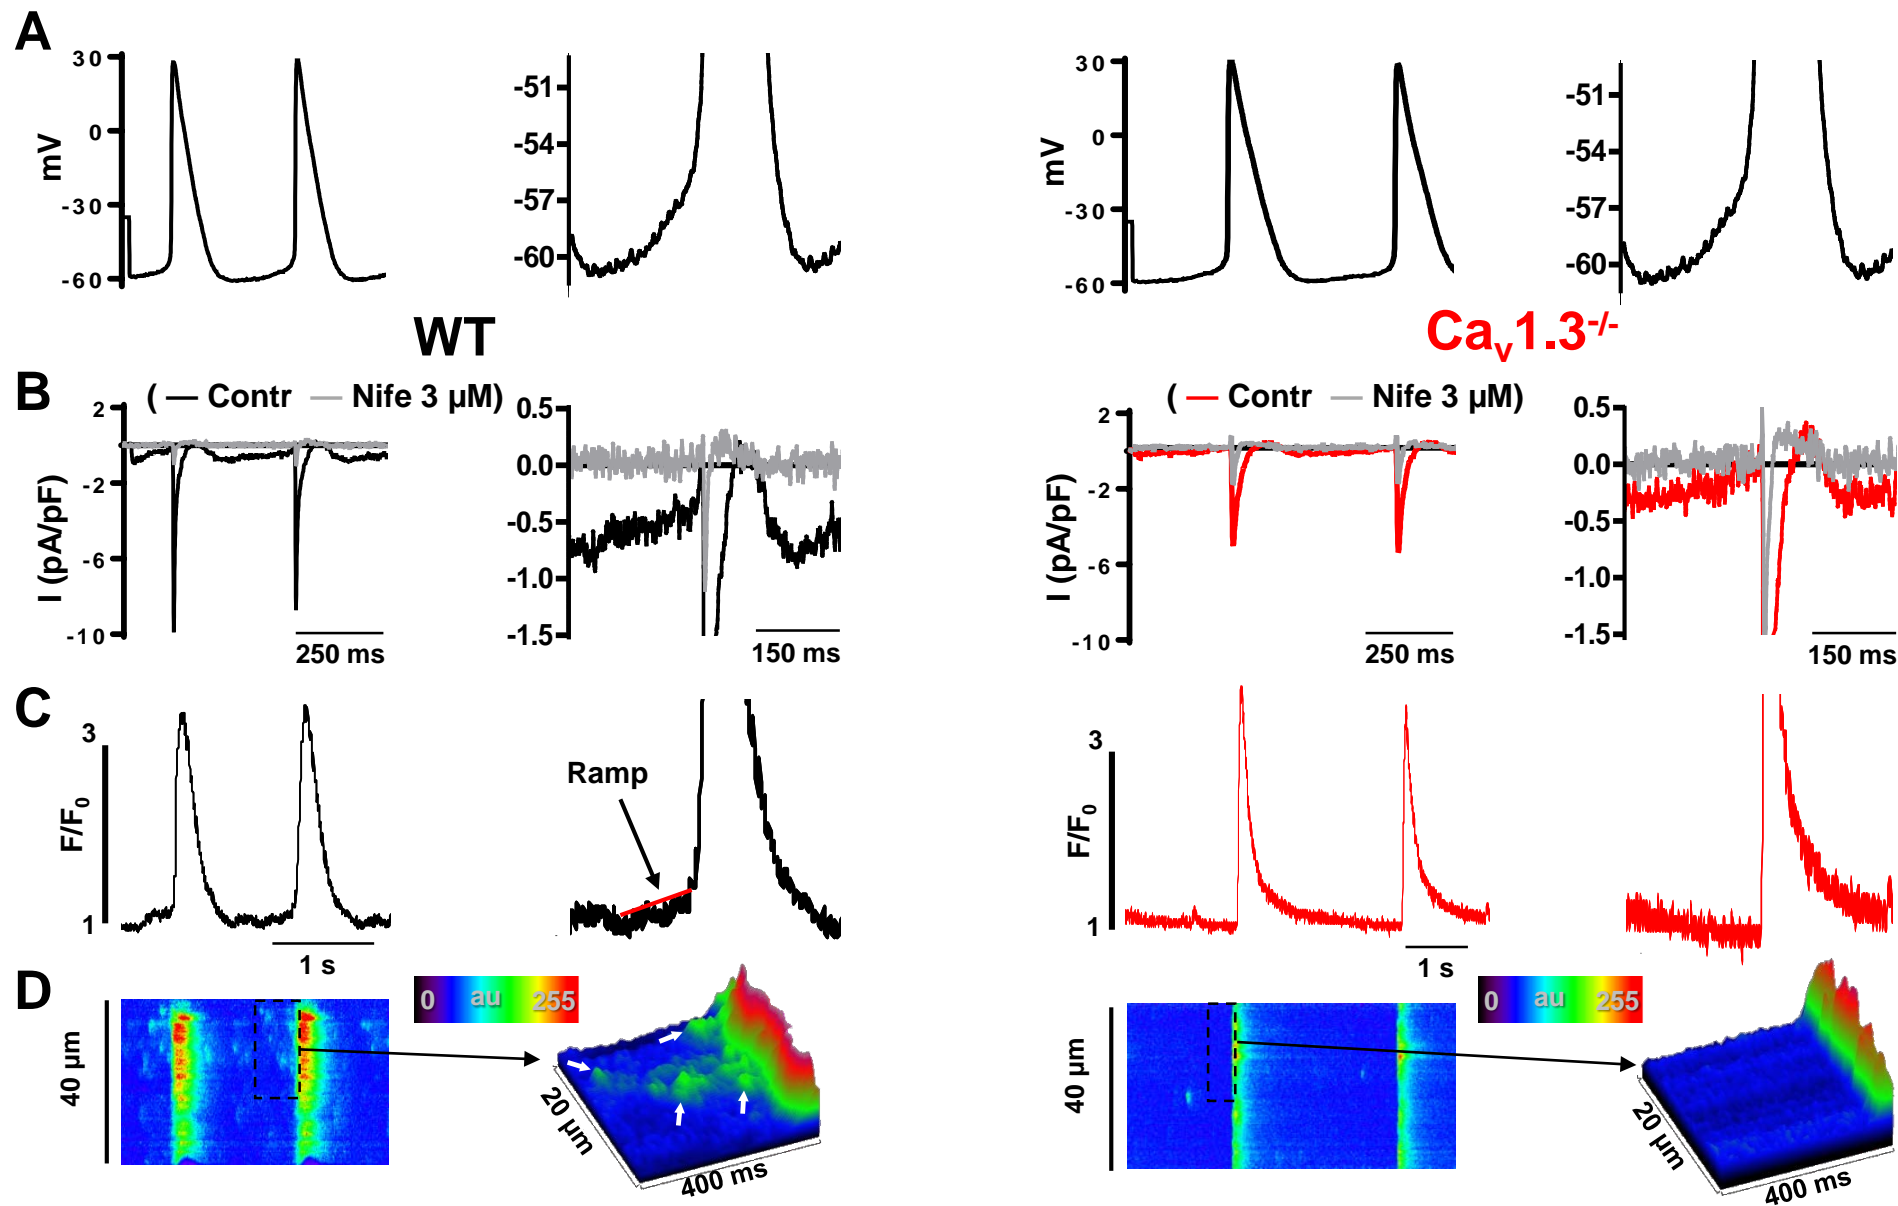 A
30
0
-30
-60
mV
-51
-54
-57
-60
30
0
-30
-60
mV
-51
-54
-57
-60
WT
Cav1.3-/-
B
( Contr Nife 3 µM)
2
-2
-6
-10
I (pA/pF)
250 ms
0.5
0.0
-0.5
-1.0
-1.5
150 ms
( Contr Nife 3 µM)
2
-2
-6
-10
I (pA/pF)
250 ms
0.5
0.0
-0.5
-1.0
-1.5
150 ms
C
3
1
F/F0
1 s
Ramp
3
1
F/F0
1 s
D
40 µm
0 au 255
20 µm
400 ms
40 µm
0 au 255
20 µm
400 ms